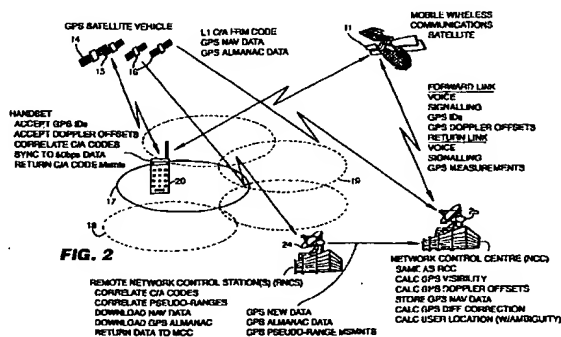 GPS SATELLITE VEHICLE
14
15
16
L1 C/A FRM CODE
GPS NAV DATA
GPS ALMANAC DATA
11
MOBILE WIRELESS
COMMUNICATIONS
SATELLITE
FORWARD LINK
VOICE
SIGNALLING
GPS IDs
GPS DOPPLER OFFSETS
RETURN LINK
VOICE
SIGNALLING
GPS MEASUREMENTS
HANDSET
ACCEPT GPS IDs
ACCEPT DOPPLER OFFSETS
CORRELATE C/A CODES
SYNC TO 50bps DATA
RETURN C/A CODE Msmts
20
17
18
19
FIG. 2
24
REMOTE NETWORK CONTROL STATION(S) (RNCS)
CORRELATE C/A CODES
CORRELATE PSEUDO-RANGES
DOWNLOAD NAV DATA
DOWNLOAD GPS ALMANAC
RETURN DATA TO MCC
GPS NEW DATA
GPS ALMANAC DATA
GPS PSEUDO-RANGE MSMNTS
NETWORK CONTROL CENTRE (NCC)
SAME AS RCC
CALC GPS VISIBILITY
CALC GPS DOPPLER OFFSETS
STORE GPS NAV DATA
CALC GPS DIFF CORRECTION
CALC USER LOCATION (W/AMBIGUITY)